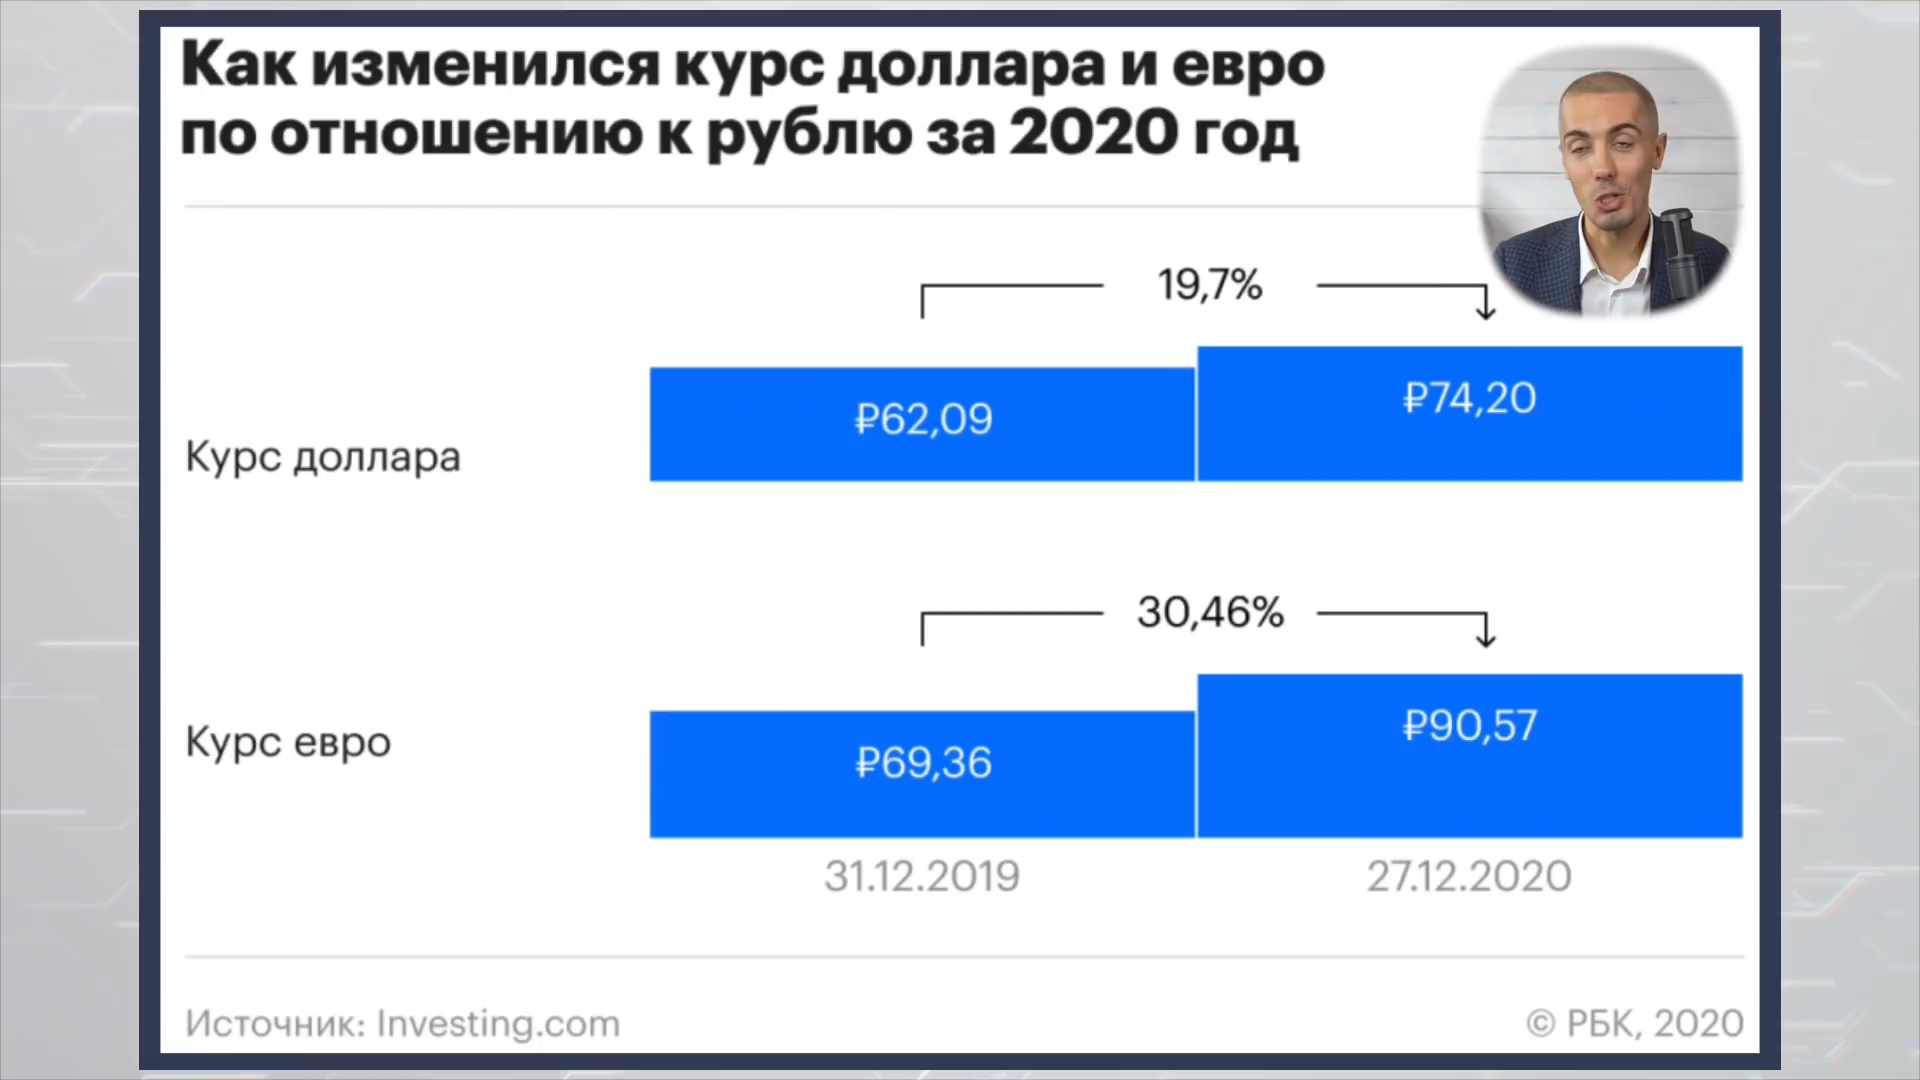 Как изменился курс доллара и евро
по отношению к рублю за 2020 год
19,7%
₽62,09
₽74,20
Курс доллара
30,46%
₽69,36
₽90,57
Курс евро
31.12.2019
27.12.2020
Источник: Investing.com
© РБК, 2020